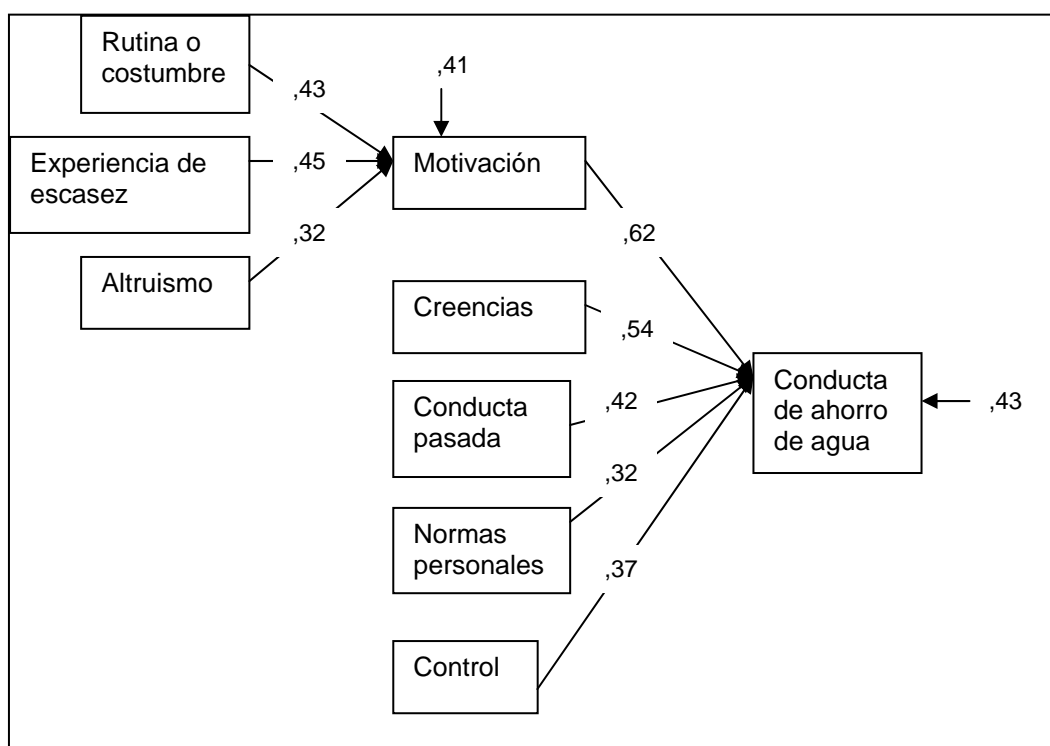 Rutina o
costumbre
,43
,41
Experiencia de
escasez
,45
Motivación
Altruismo
,32
,62
Creencias
,54
Conducta
pasada
,42
Conducta
de ahorro
de agua
,43
Normas
personales
,32
Control
,37